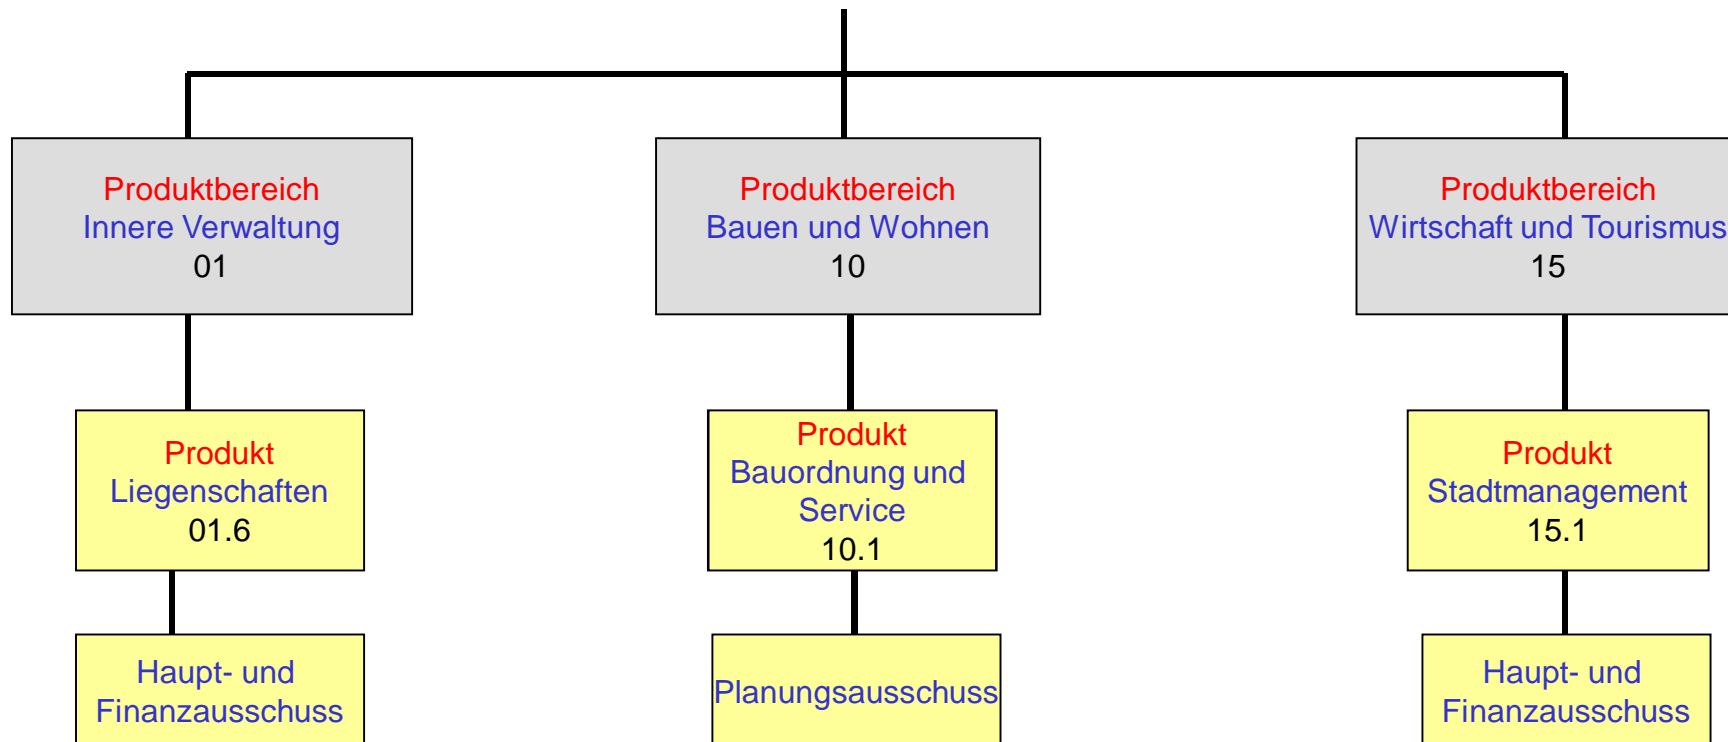 Produktbereich
Innere Verwaltung
01
Produktbereich
Bauen und Wohnen
10
Produktbereich
Wirtschaft und Tourismus
15
Produkt
Liegenschaften
01.6
Produkt
Bauordnung und
Service
10.1
Produkt
Stadtmanagement
15.1
Haupt- und
Finanzausschuss
Planungsausschuss
Haupt- und
Finanzausschuss